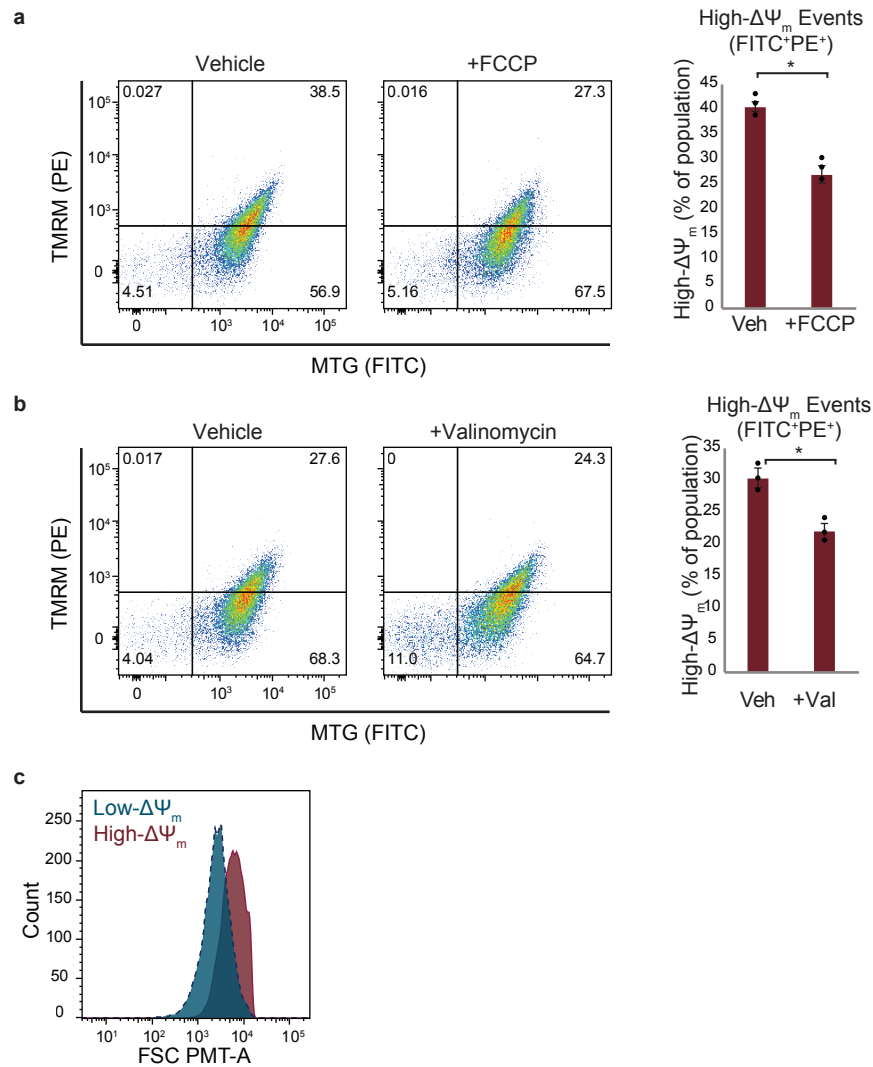 a
Vehicle
+FCCP
High-ΔΨm Events
(FITC⁺PE⁺)
0.027
38.5
0.016
27.3
*
TMRM (PE)
10⁵
10⁴
10³
0
4.51
56.9
5.16
67.5
0
10³
10⁴
10⁵
0
10³
10⁴
10⁵
MTG (FITC)
High-ΔΨm (% of population)
45
40
35
30
25
20
15
10
5
0
Veh
+FCCP
b
Vehicle
+Valinomycin
High-ΔΨm Events
(FITC⁺PE⁺)
0.017
27.6
0
24.3
*
TMRM (PE)
10⁵
10⁴
10³
0
4.04
68.3
11.0
64.7
0
10³
10⁴
10⁵
0
10³
10⁴
10⁵
MTG (FITC)
High-ΔΨm (% of population)
35
30
25
20
15
10
5
0
Veh
+Val
c
Low-ΔΨm
High-ΔΨm
Count
250
200
150
100
50
0
10¹
10²
10³
10⁴
10⁵
FSC PMT-A